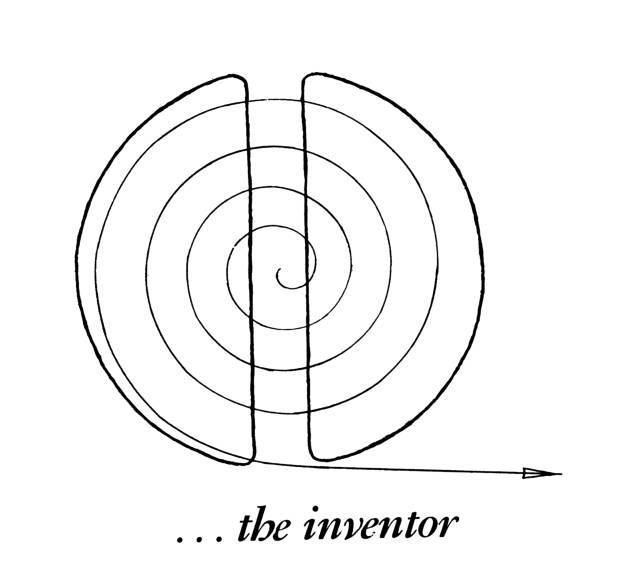 ... the inventor